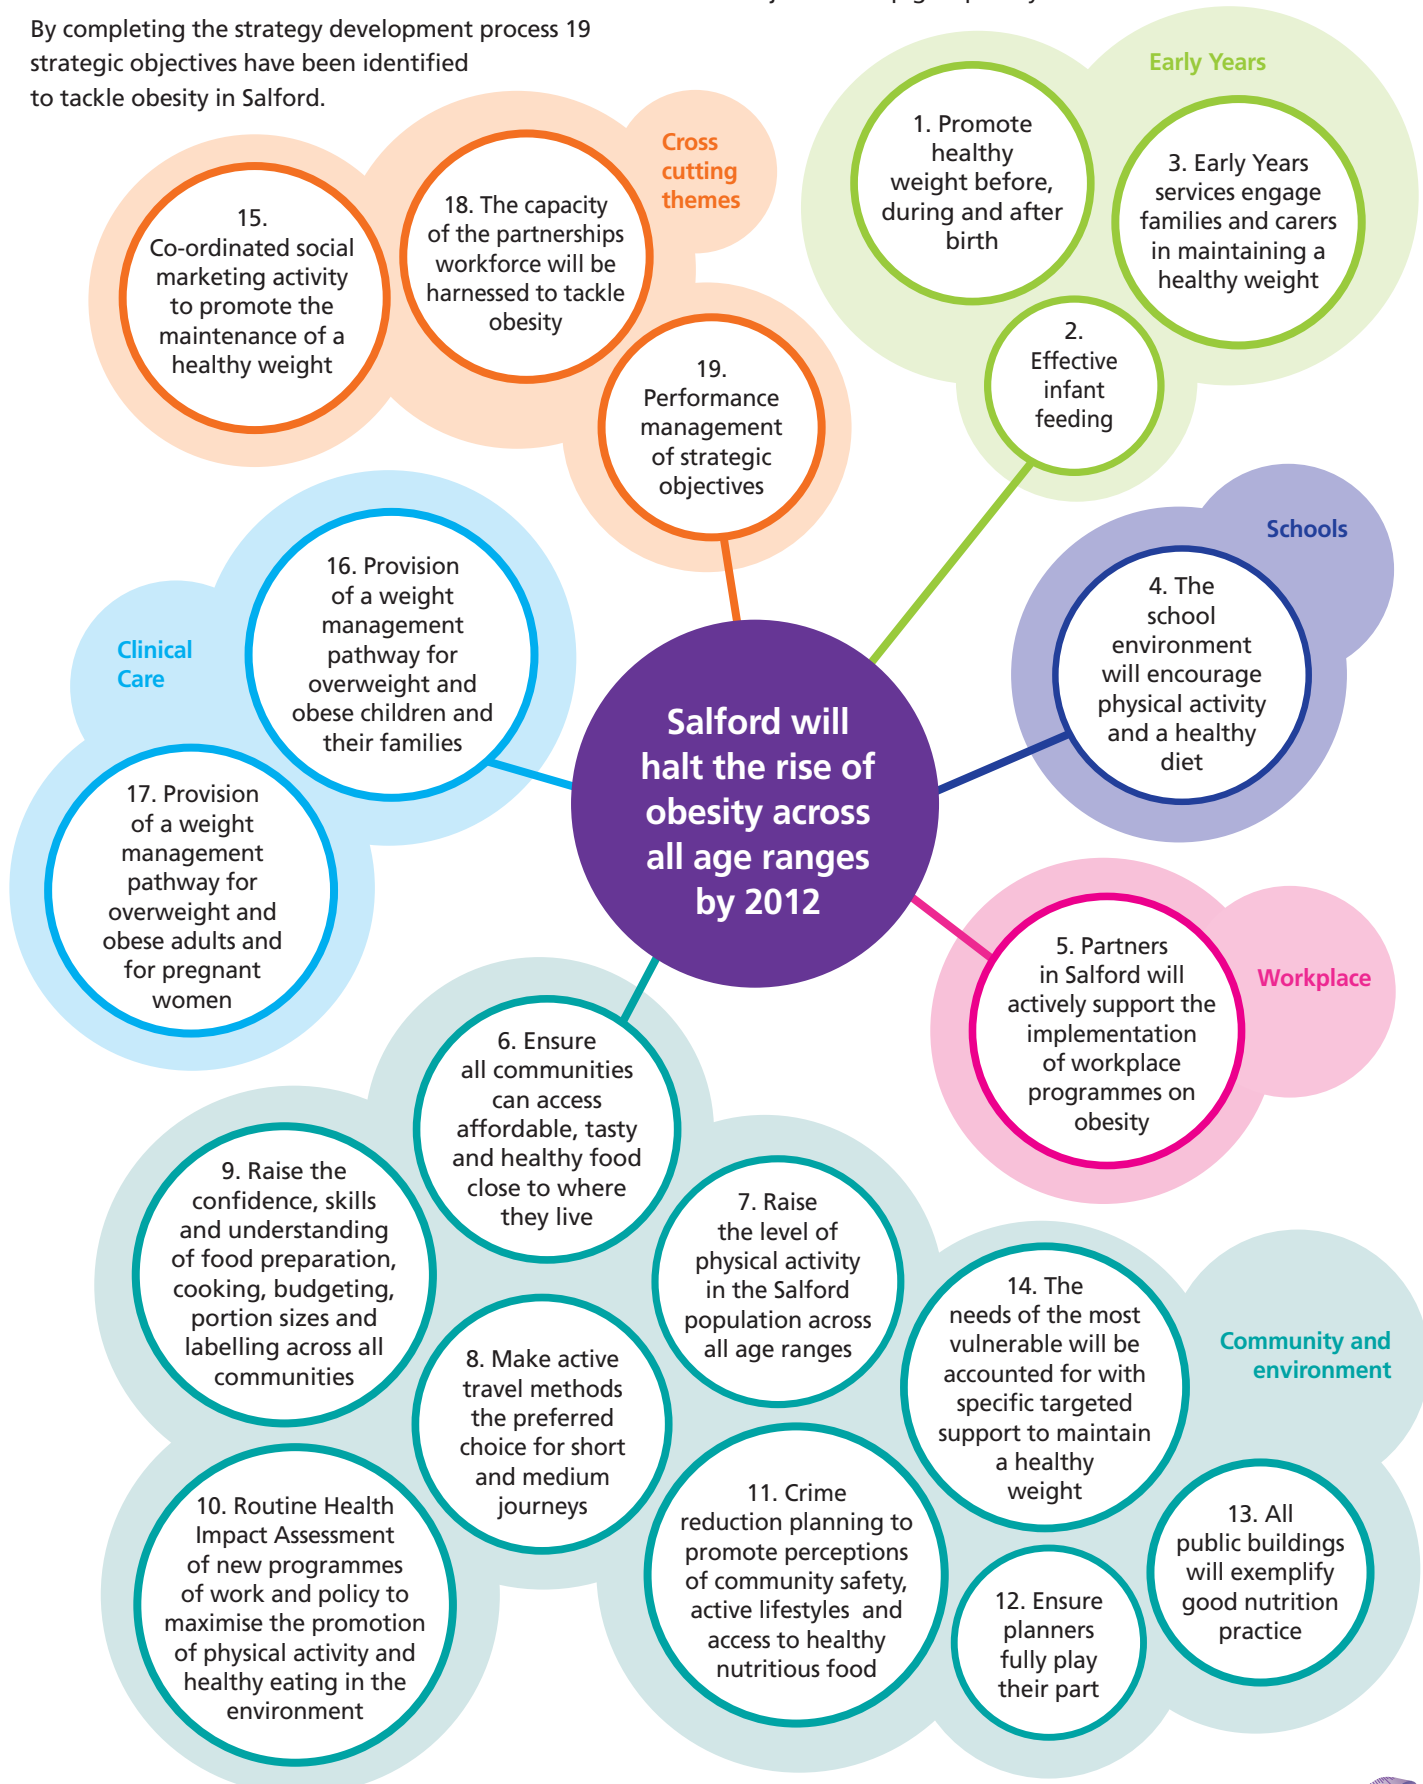 By completing the strategy development process 19
strategic objectives have been identified
to tackle obesity in Salford.
Cross
cutting
themes
15.
Co-ordinated social
marketing activity
to promote the
maintenance of a
healthy weight
18. The capacity
of the partnerships
workforce will be
harnessed to tackle
obesity
19.
Performance
management
of strategic
objectives
Early Years
1. Promote
healthy
weight before,
during and after
birth
3. Early Years
services engage
families and carers
in maintaining a
healthy weight
2.
Effective
infant
feeding
Schools
4. The
school
environment
will encourage
physical activity
and a healthy
diet
Clinical
Care
16. Provision
of a weight
management
pathway for
overweight and
obese children and
their families
17. Provision
of a weight
management
pathway for
overweight and
obese adults and
for pregnant
women
Salford will
halt the rise of
obesity across
all age ranges
by 2012
Workplace
5. Partners
in Salford will
actively support the
implementation
of workplace
programmes on
obesity
6. Ensure
all communities
can access
affordable, tasty
and healthy food
close to where
they live
9. Raise the
confidence, skills
and understanding
of food preparation,
cooking, budgeting,
portion sizes and
labelling across all
communities
7. Raise
the level of
physical activity
in the Salford
population across
all age ranges
8. Make active
travel methods
the preferred
choice for short
and medium
journeys
14. The
needs of the most
vulnerable will be
accounted for with
specific targeted
support to maintain
a healthy
weight
Community and
environment
10. Routine Health
Impact Assessment
of new programmes
of work and policy to
maximise the promotion
of physical activity and
healthy eating in the
environment
11. Crime
reduction planning to
promote perceptions
of community safety,
active lifestyles and
access to healthy
nutritious food
12. Ensure
planners
fully play
their part
13. All
public buildings
will exemplify
good nutrition
practice